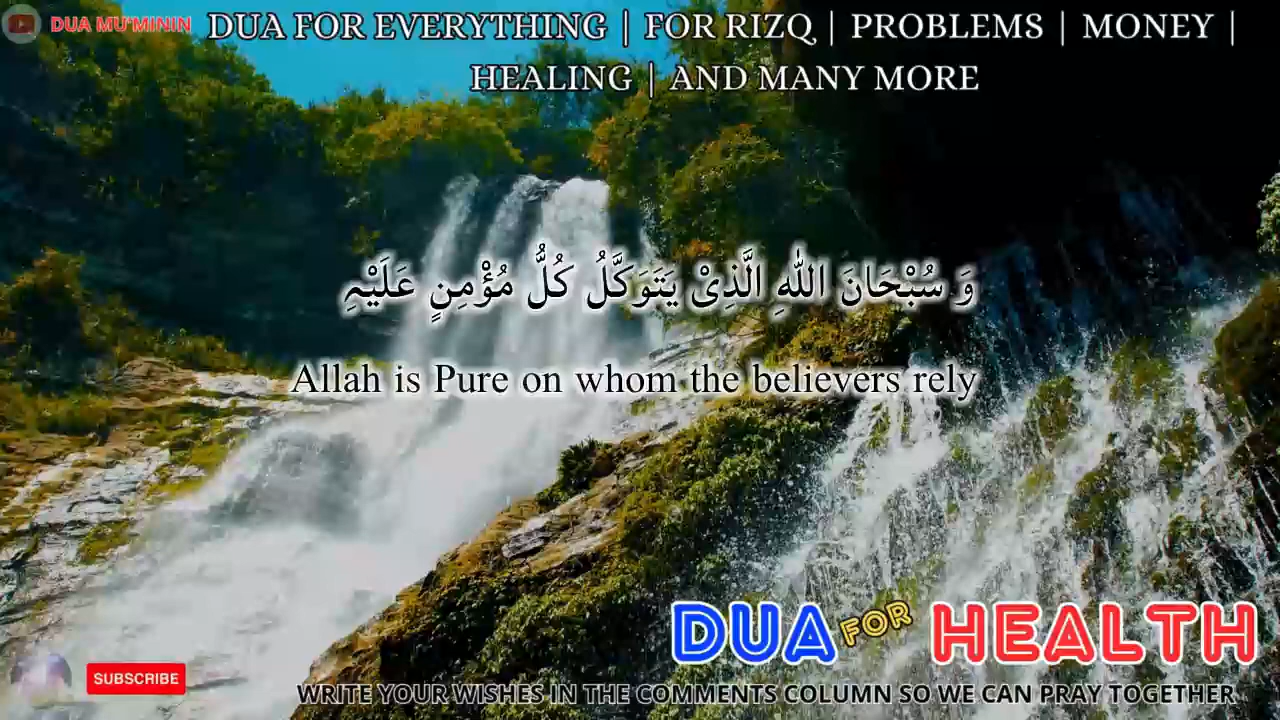 DUA MU'MININ
DUA FOR EVERYTHING | FOR RIZQ | PROBLEMS | MONEY |
HEALING | AND MANY MORE
وَ سُبْحَانَ اللّٰهِ الَّذِیْ یَتَوَكَّلُ كُلُّ مُؤْمِنٍ عَلَیْہِ
Allah is Pure on whom the believers rely
DUA FOR HEALTH
SUBSCRIBE
WRITE YOUR WISHES IN THE COMMENTS COLUMN SO WE CAN PRAY TOGETHER